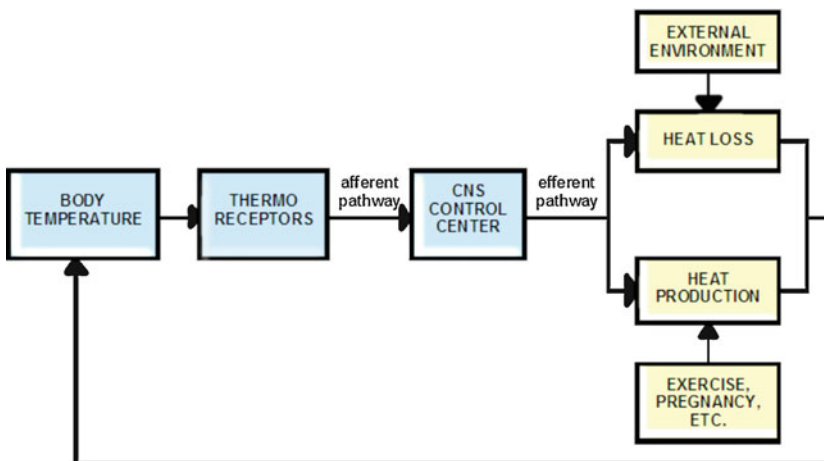 EXTERNAL
ENVIRONMENT
HEAT LOSS
BODY
TEMPERATURE
THERMO
RECEPTORS
afferent
pathway
CNS
CONTROL
CENTER
efferent
pathway
HEAT
PRODUCTION
EXERCISE,
PREGNANCY,
ETC.